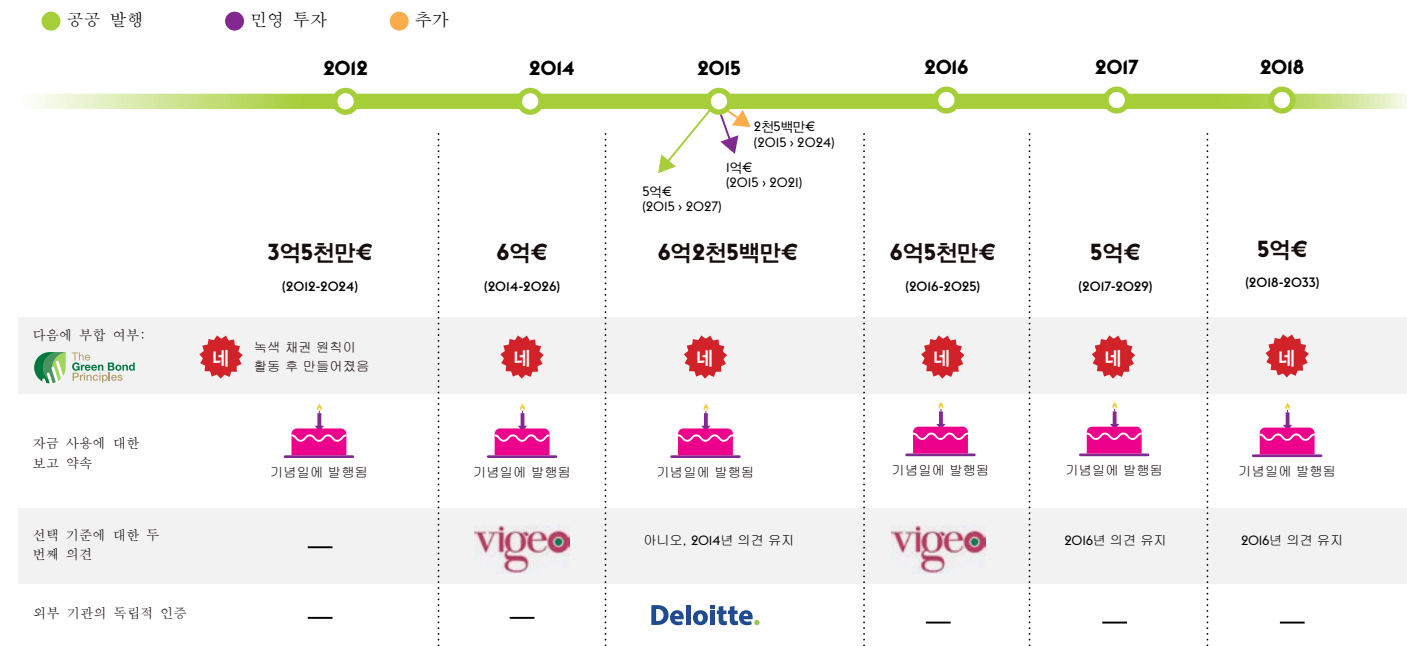 공공 발행 민영 투자 추가
2012 2014 2015 2016 2017 2018
2천5백만€
(2015 › 2024)
1억€
(2015 › 2021)
5억€
(2015 › 2027)
3억5천만€ 6억€ 6억2천5백만€ 6억5천만€ 5억€ 5억€
(2012-2024) (2014-2026) (2016-2025) (2017-2029) (2018-2033)
다음에 부합 여부:
The
Green Bond
Principles
네 녹색 채권 원칙이
활동 후 만들어졌음
네 네 네 네 네
자금 사용에 대한
보고 약속
기념일에 발행됨 기념일에 발행됨 기념일에 발행됨 기념일에 발행됨 기념일에 발행됨 기념일에 발행됨
선택 기준에 대한 두
번째 의견
— vigeo 아니오, 2014년 의견 유지 vigeo 2016년 의견 유지 2016년 의견 유지
외부 기관의 독립적 인증 — — Deloitte. — — —